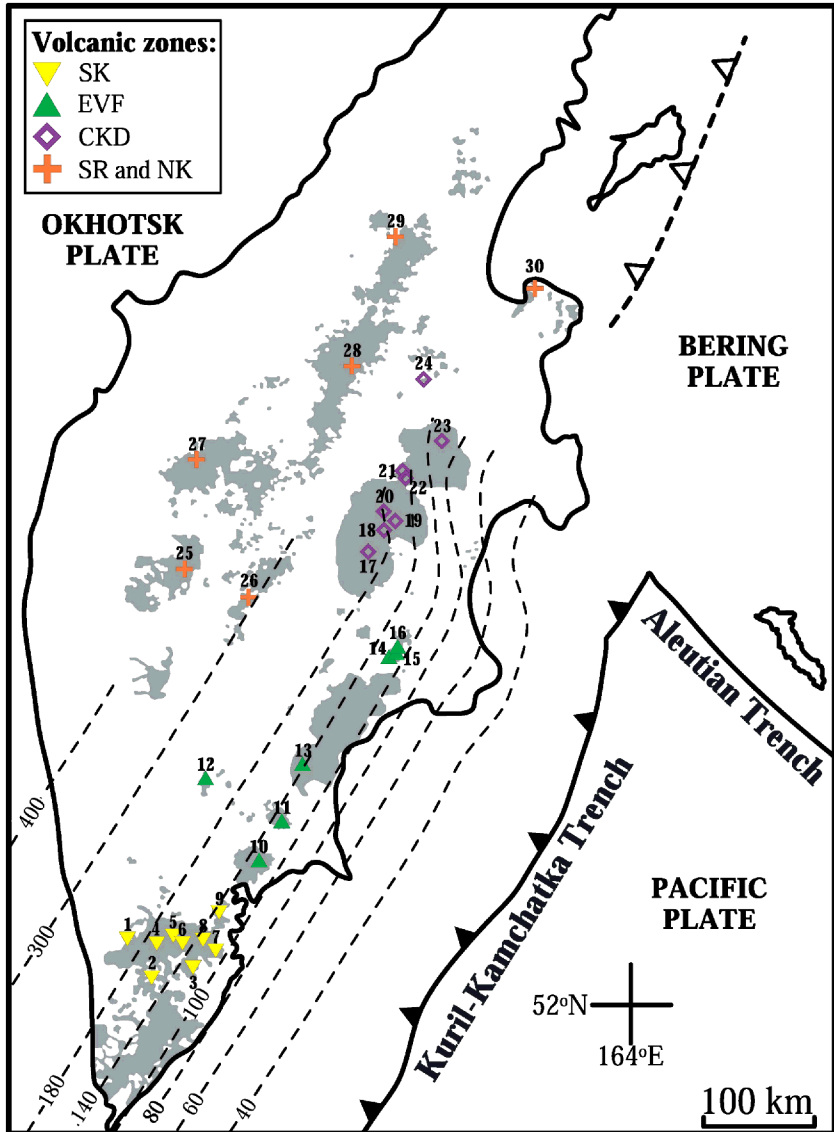 Volcanic zones:
SK
EVF
CKD
SR and NK
OKHOTSK
PLATE
29
30
28
24
BERING
PLATE
23
27
21
22
20
19
18
17
25
26
16
14
15
Aleutian Trench
13
12
11
10
400
Kuril-Kamchatka Trench
PACIFIC
PLATE
9
1
5
8
4
6
7
2
3
300
100
52°N
164°E
180
140
80
60
40
100 km